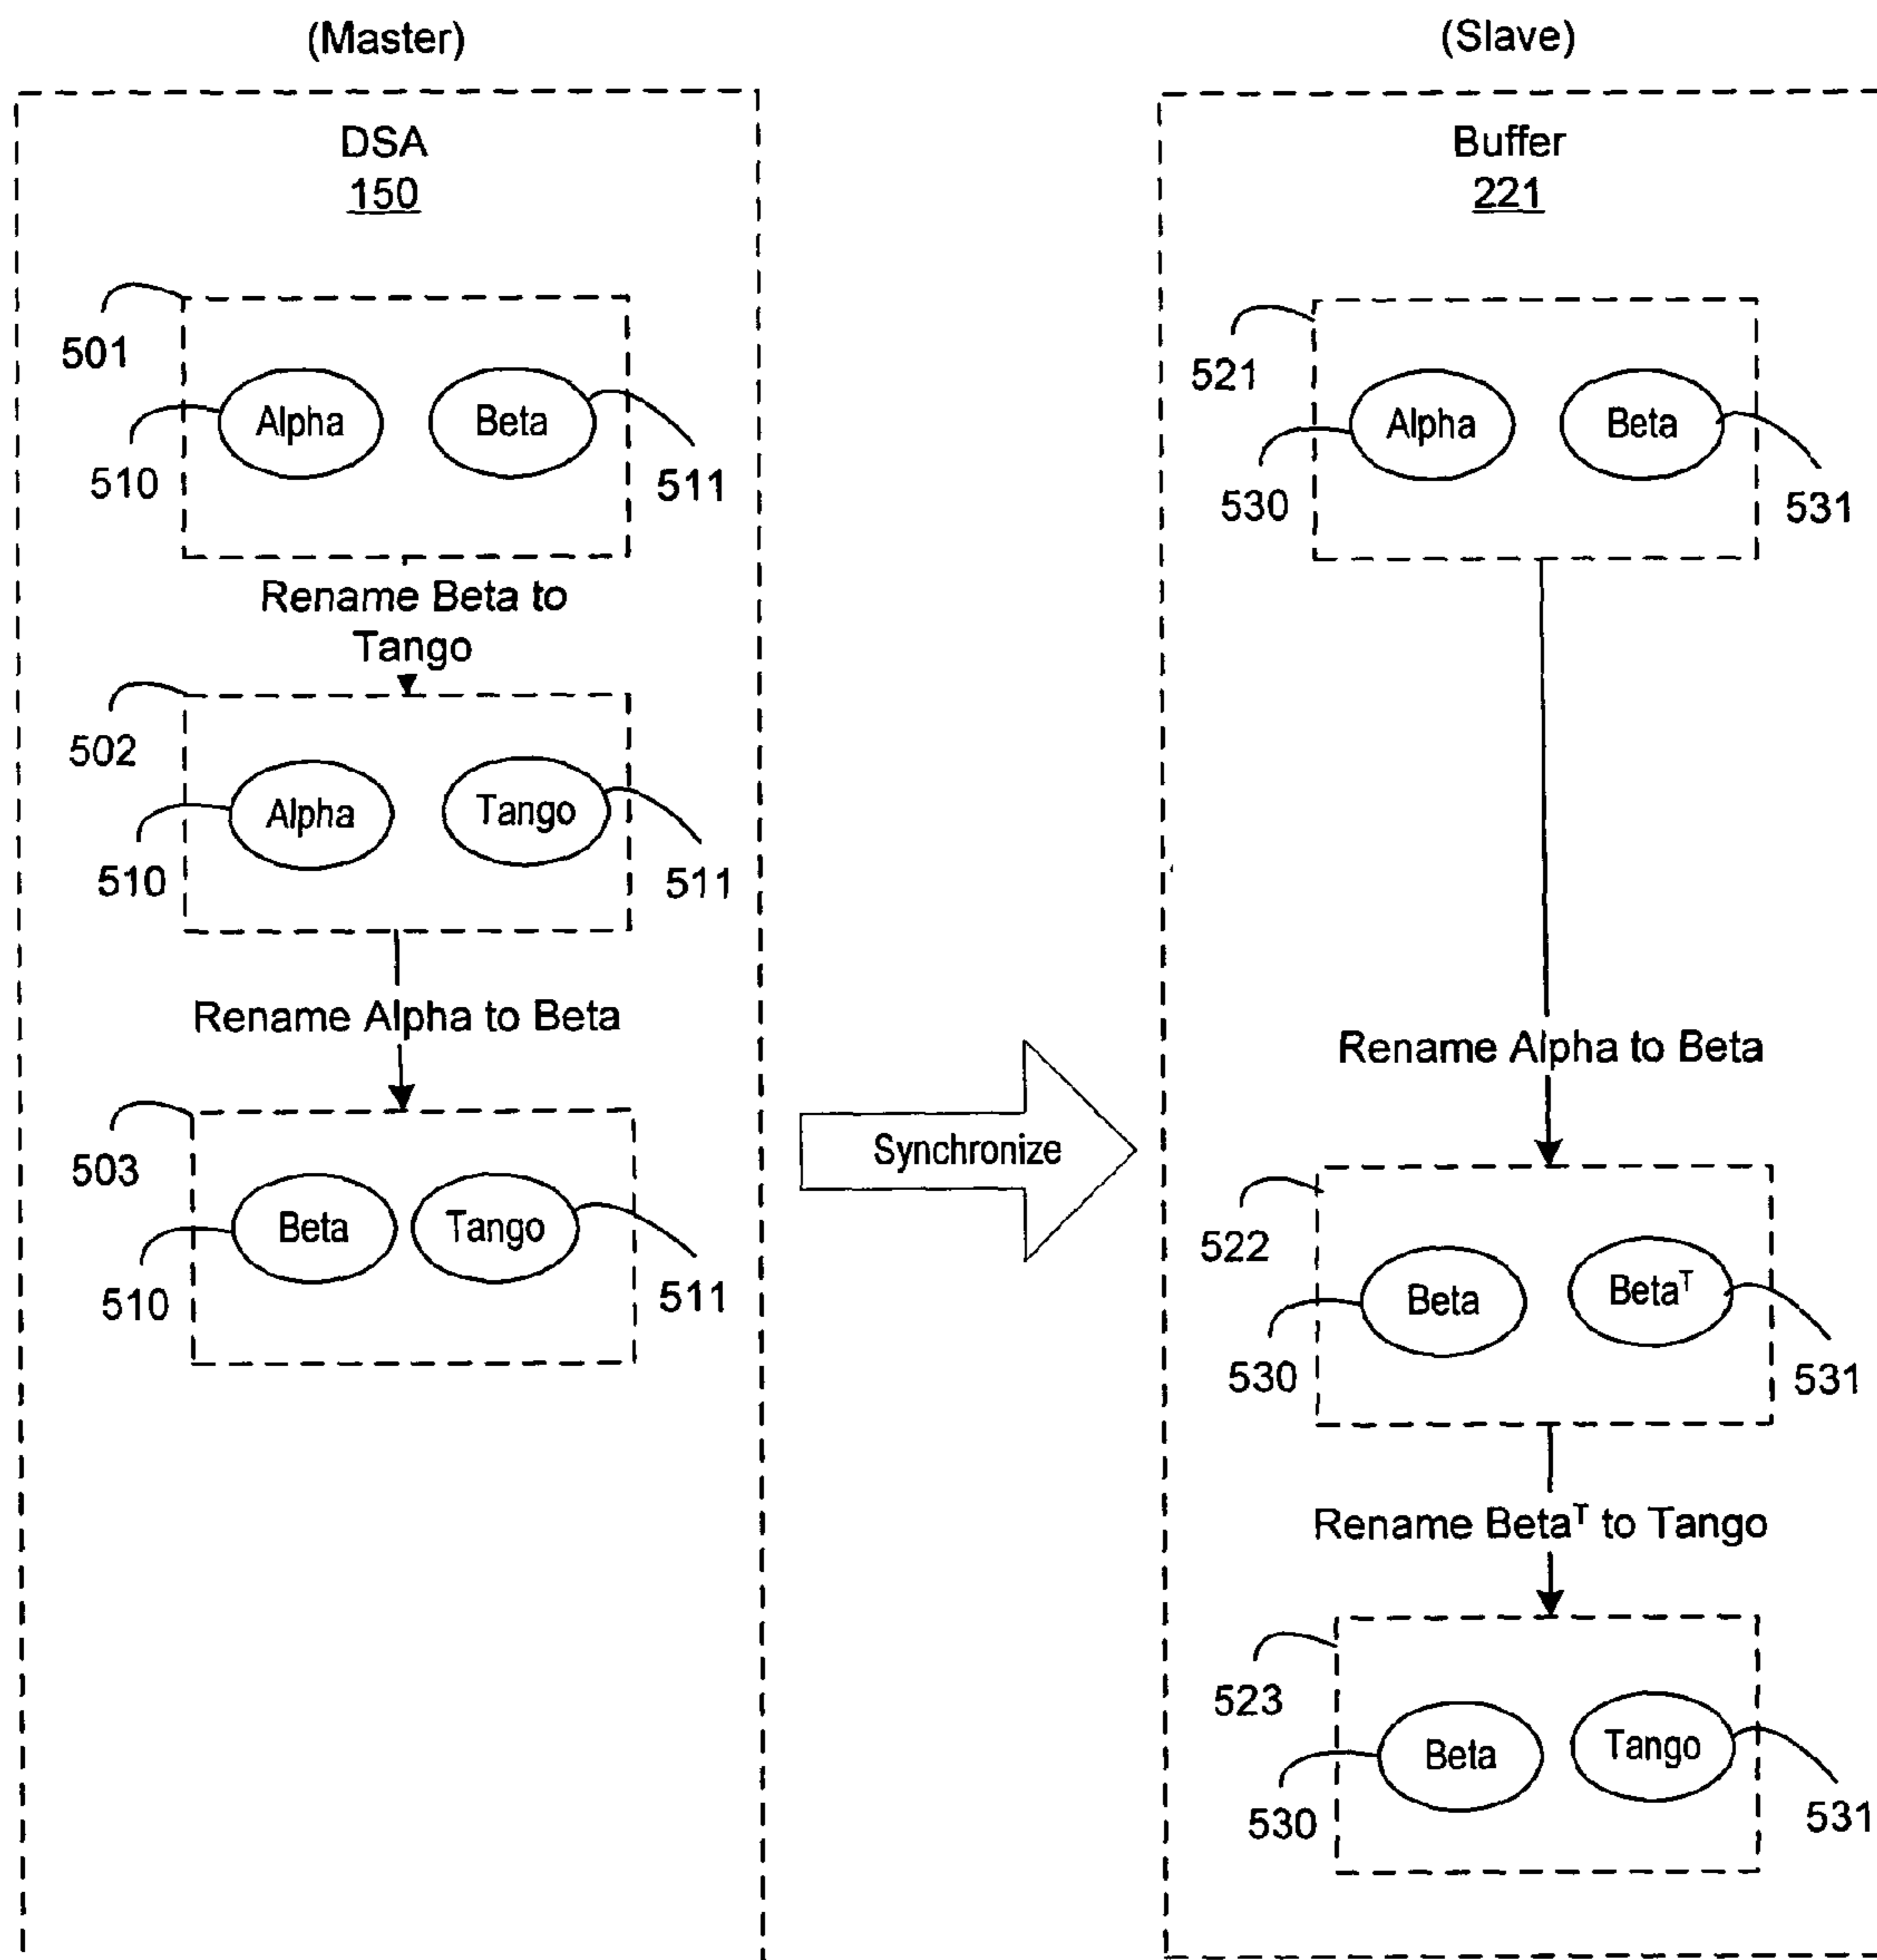 (Master)
DSA
150
501
Alpha
Beta
510
511
Rename Beta to
Tango
502
Alpha
Tango
510
511
Rename Alpha to Beta
503
Beta
Tango
510
511
Synchronize
(Slave)
Buffer
221
521
Alpha
Beta
530
531
Rename Alpha to Beta
522
Beta
Betaᵀ
530
531
Rename Betaᵀ to Tango
523
Beta
Tango
530
531